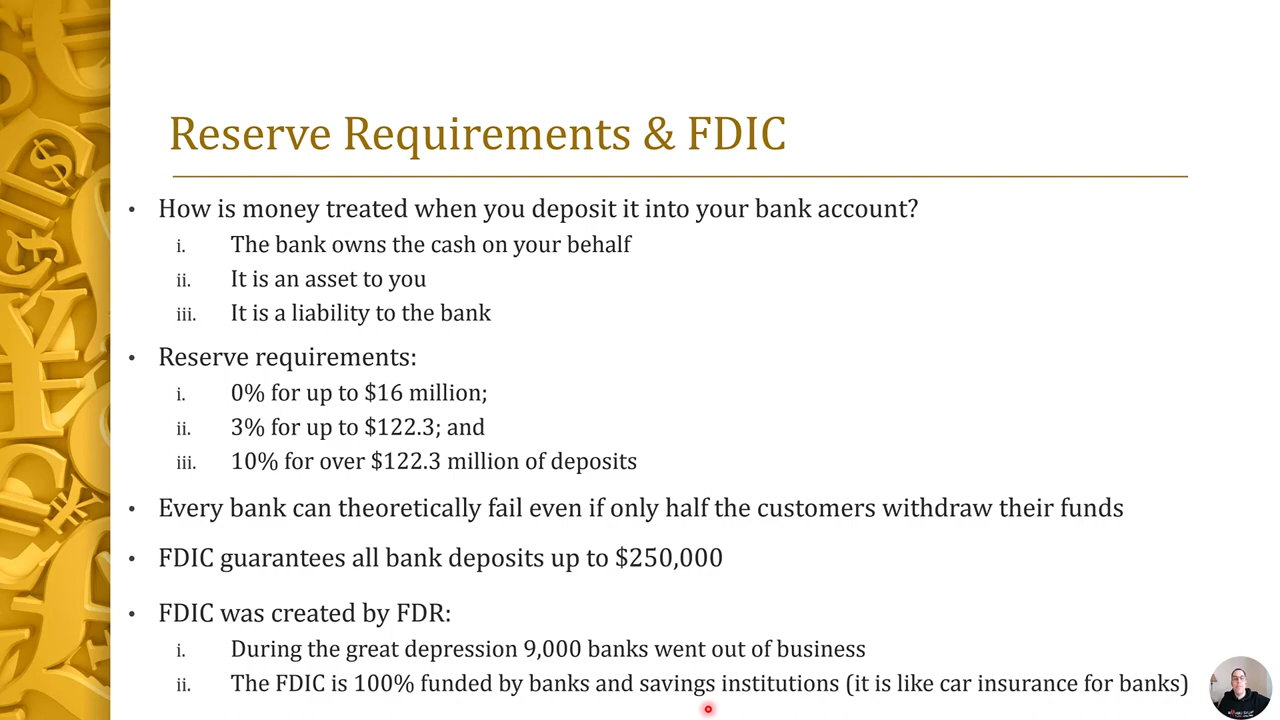 Reserve Requirements & FDIC
• How is money treated when you deposit it into your bank account?
i. The bank owns the cash on your behalf
ii. It is an asset to you
iii. It is a liability to the bank
• Reserve requirements:
i. 0% for up to $16 million;
ii. 3% for up to $122.3; and
iii. 10% for over $122.3 million of deposits
• Every bank can theoretically fail even if only half the customers withdraw their funds
• FDIC guarantees all bank deposits up to $250,000
• FDIC was created by FDR:
i. During the great depression 9,000 banks went out of business
ii. The FDIC is 100% funded by banks and savings institutions (it is like car insurance for banks)